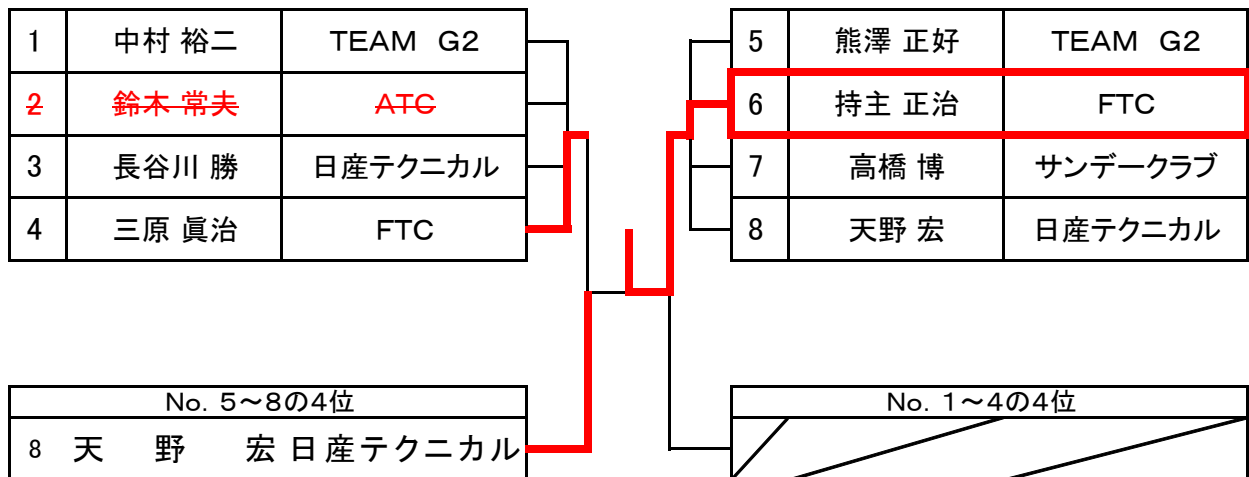 1 中村 裕二 TEAM G2
2 鈴木 常夫 ATC
3 長谷川 勝 日産テクニカル
4 三原 眞治 FTC
5 熊澤 正好 TEAM G2
6 持主 正治 FTC
7 高橋 博 サンデークラブ
8 天野 宏 日産テクニカル
No. 5~8の4位
8 天 野 宏 日産テクニカル
No. 1~4の4位